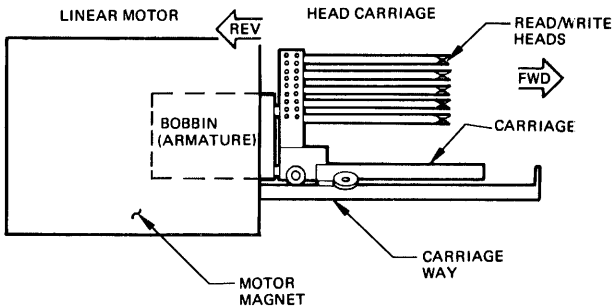 LINEAR MOTOR
HEAD CARRIAGE
REV
READ/WRITE
HEADS
FWD
BOBBIN
(ARMATURE)
CARRIAGE
CARRIAGE
WAY
MOTOR
MAGNET